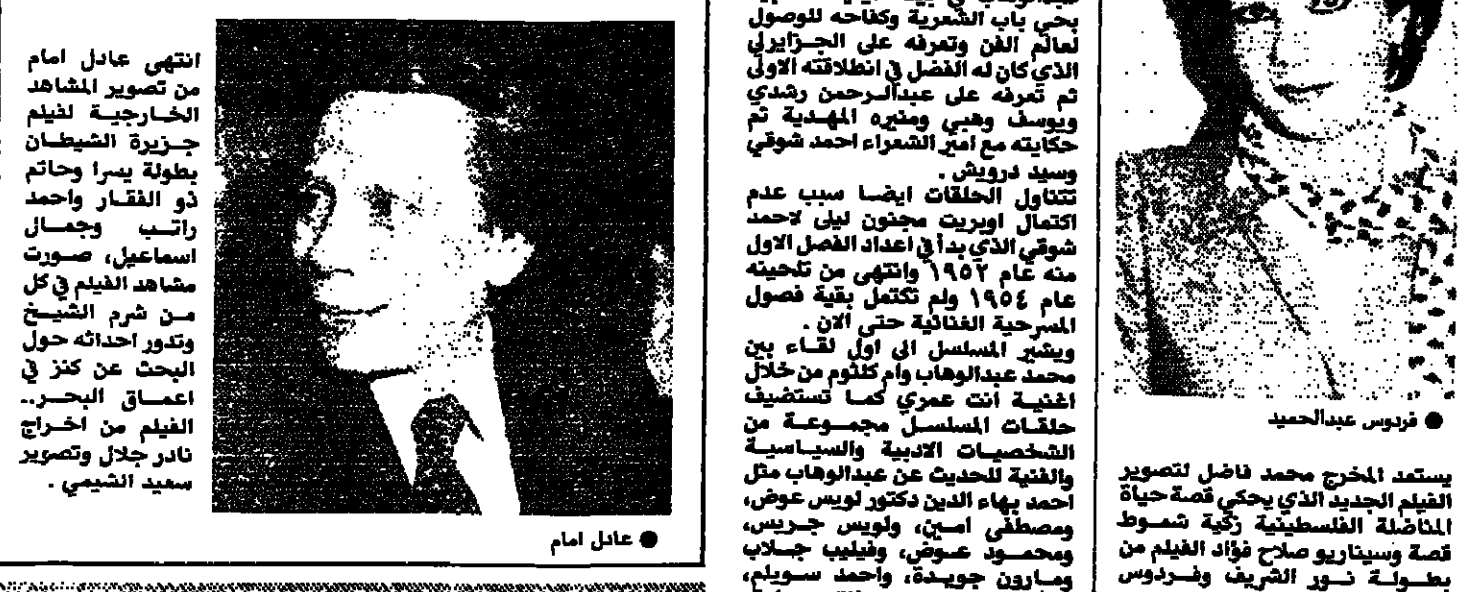 يستعد المخرج محمد فاضل لتصوير
الفيلم الجديد الذي يحكي قصة حياة
المناضلة الفلسطينية زكية شموط
قصة وسيناريو صلاح فؤاد الفيلم من
بطولة نور الشريف وفردوس
● فردوس عبدالحميد
بحي باب الشعرية وكفاحه للوصول
لعالم الفن وتعرفه على الجزايرلي
الذي كان له الفضل في انطلاقته الاولى
ثم تعرفه على عبدالرحمن رشدي
ويوسف وهبي ومنيره المهدية ثم
حكايته مع امير الشعراء احمد شوقي
وسيد درويش .
تتناول الحلقات ايضا سبب عدم
اكتمال اوبريت مجنون ليلى لاحمد
شوقي الذي بدأ في اعداد الفصل الاول
منه عام ١٩٥٢ وانتهى من تلحينه
عام ١٩٥٤ ولم تكتمل بقية فصول
المسرحية الغنائية حتى الان .
ويشير المسلسل الى اول لقاء بين
محمد عبدالوهاب وام كلثوم من خلال
اغنية انت عمري كما تستضيف
حلقات المسلسل مجموعة من
الشخصيات الادبية والسياسية
والفنية للحديث عن عبدالوهاب مثل
احمد بهاء الدين دكتور لويس عوض،
ومصطفى امين، ولويس جريس،
ومحمود عوض، وفيليب جلاب
ومارون جويدة، واحمد سويلم،
انتهى عادل امام
من تصوير المشاهد
الخارجية لفيلم
جزيرة الشيطان
بطولة يسرا وحاتم
ذو الفقار واحمد
راتب وجمال
اسماعيل، صورت
مشاهد الفيلم في كل
من شرم الشيخ
وتدور احداثه حول
البحث عن كنز في
اعماق البحر..
الفيلم من اخراج
نادر جلال وتصوير
سعيد الشيمي .
● عادل امام